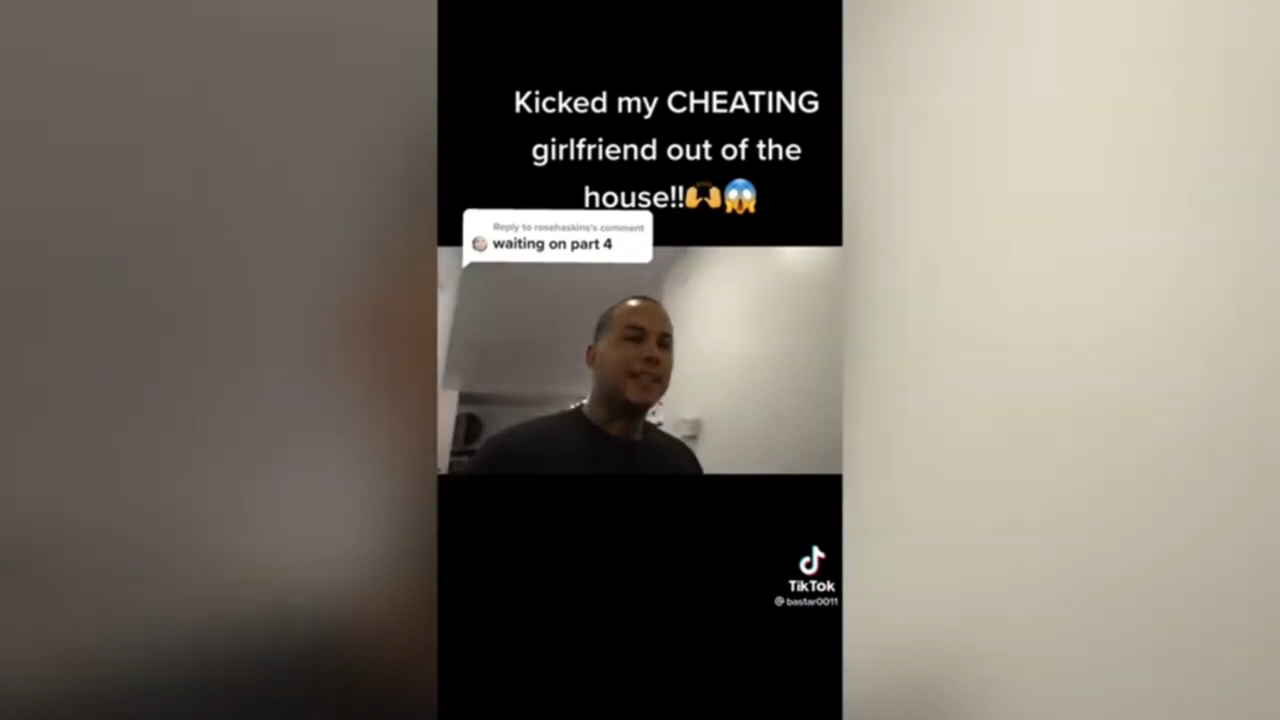 Kicked my CHEATING
girlfriend out of the
house!!🙌😱
Reply to rosehaskins's comment
waiting on part 4
TikTok
@bastar0011